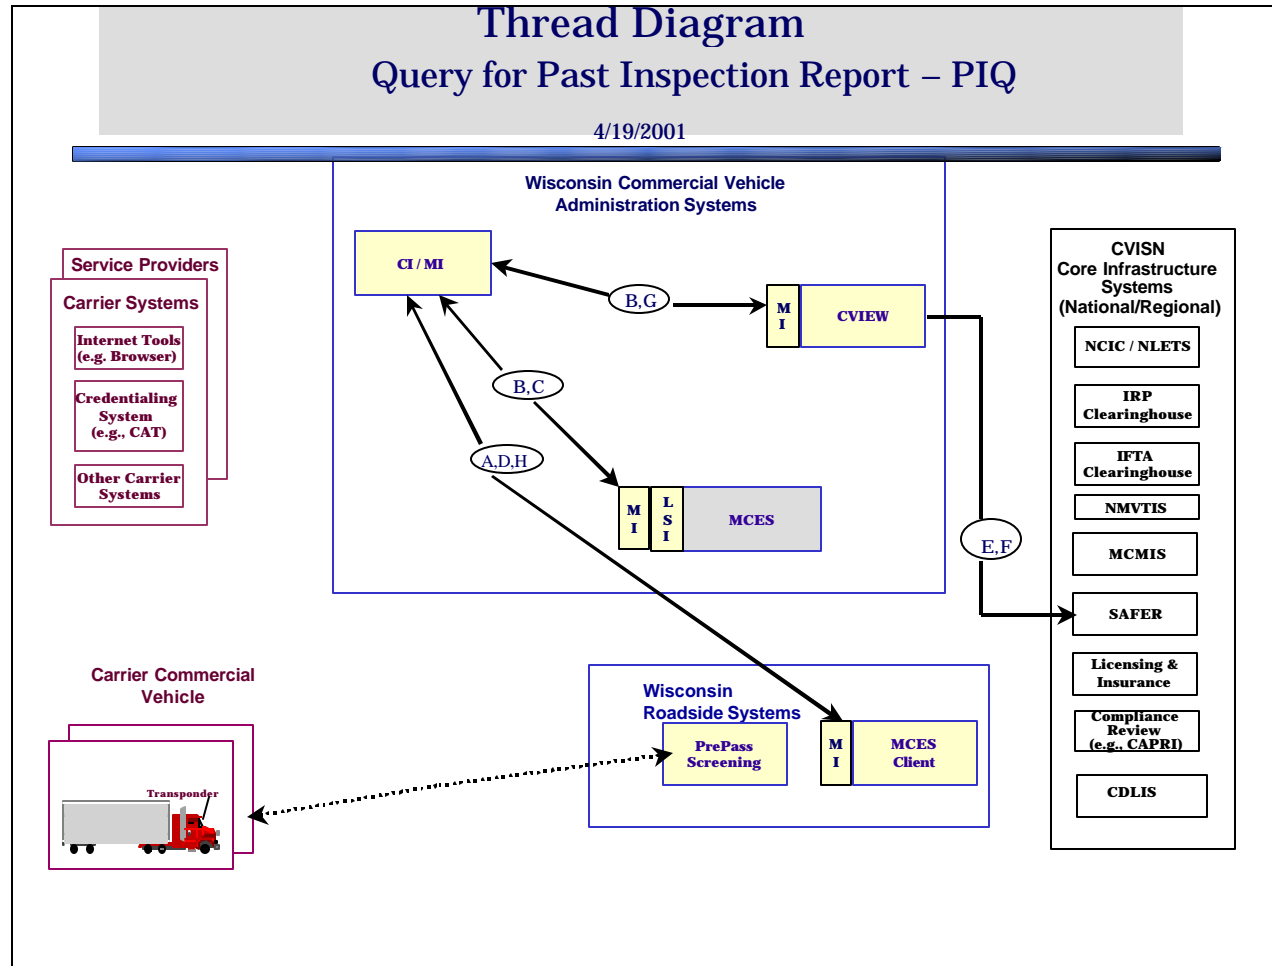 Thread Diagram
Query for Past Inspection Report – PIQ
4/19/2001
Wisconsin Commercial Vehicle
Administration Systems
CI / MI
B,G
M
I
CVIEW
B,C
A,D,H
M
I
L
S
I
MCES
E,F
Service Providers
Carrier Systems
Internet Tools
(e.g. Browser)
Credentialing
System
(e.g., CAT)
Other Carrier
Systems
CVISN
Core Infrastructure
Systems
(National/Regional)
NCIC / NLETS
IRP
Clearinghouse
IFTA
Clearinghouse
NMVTIS
MCMIS
SAFER
Licensing &
Insurance
Compliance
Review
(e.g., CAPRI)
CDLIS
Carrier Commercial
Vehicle
Transponder
Wisconsin
Roadside Systems
PrePass
Screening
M
I
MCES
Client